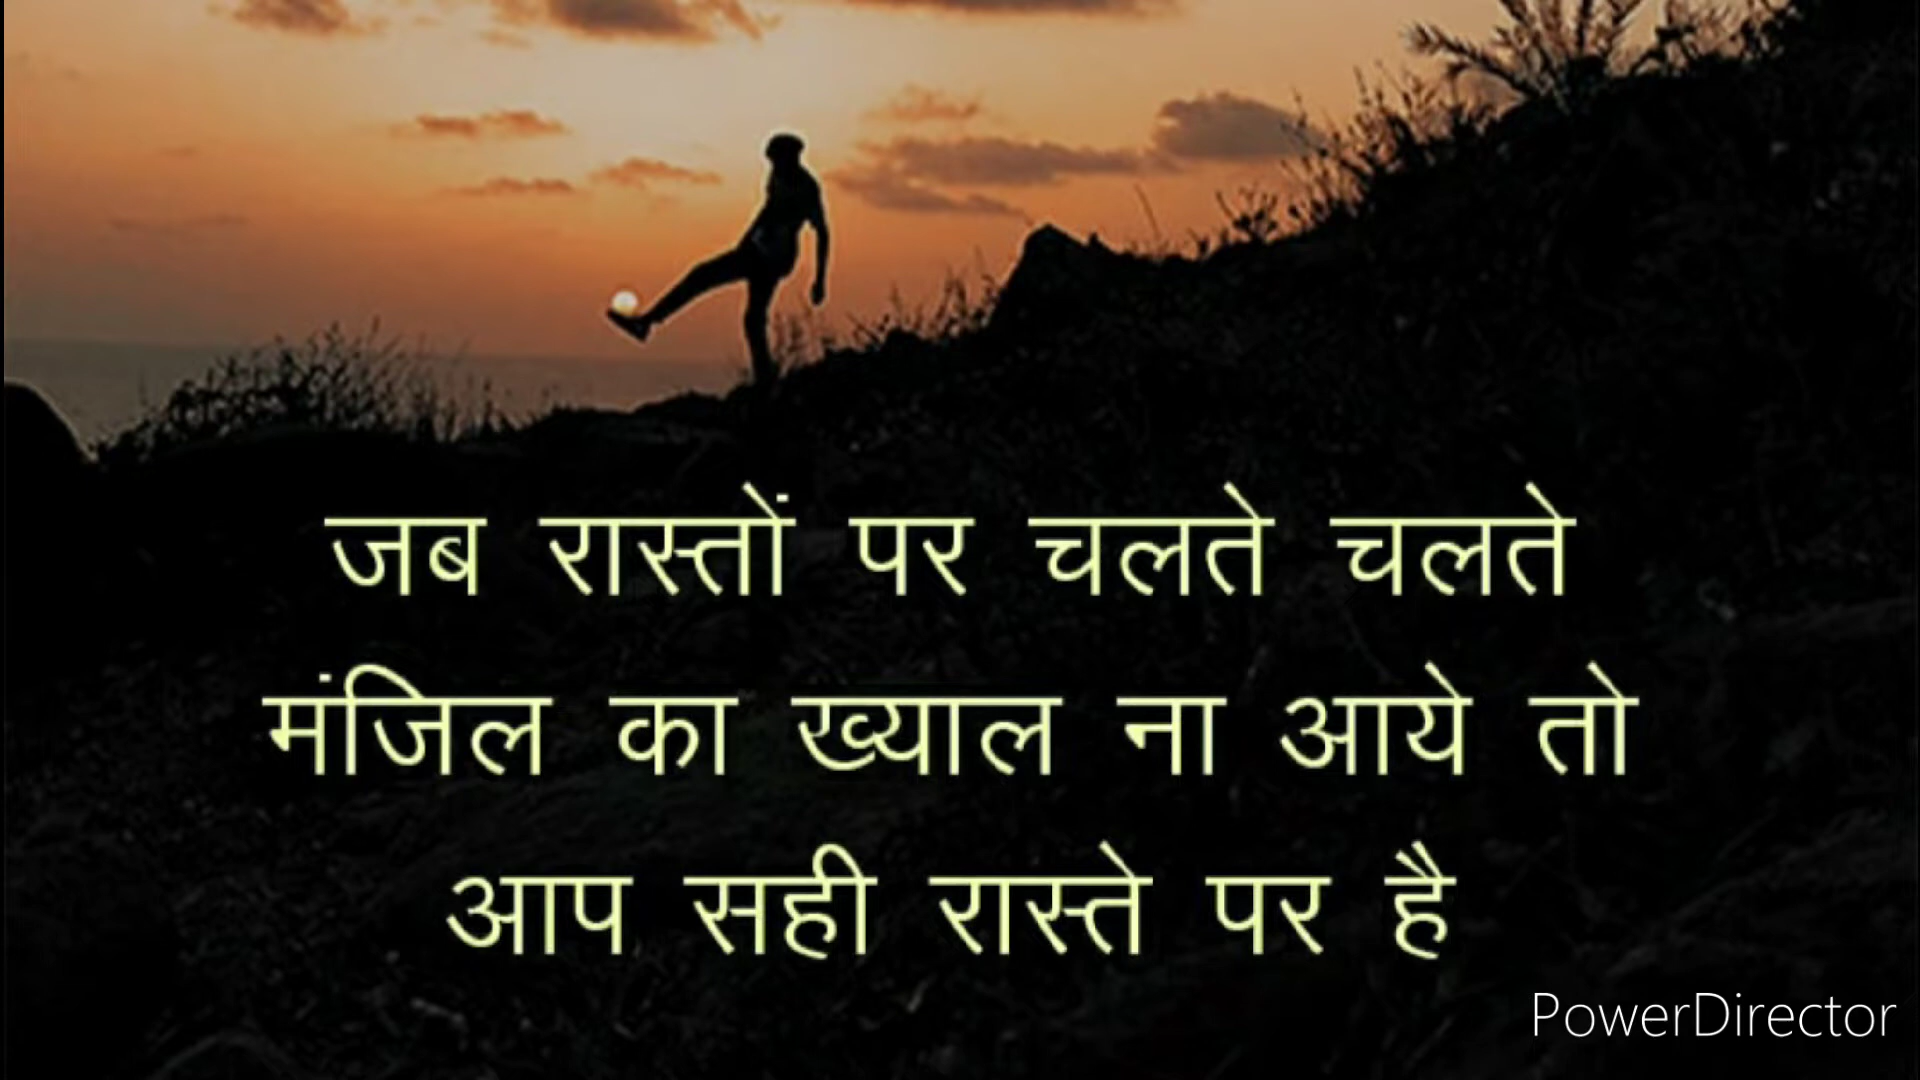 जब रास्तों पर चलते चलते
मंजिल का ख्याल ना आये तो
आप सही रास्ते पर है
PowerDirector